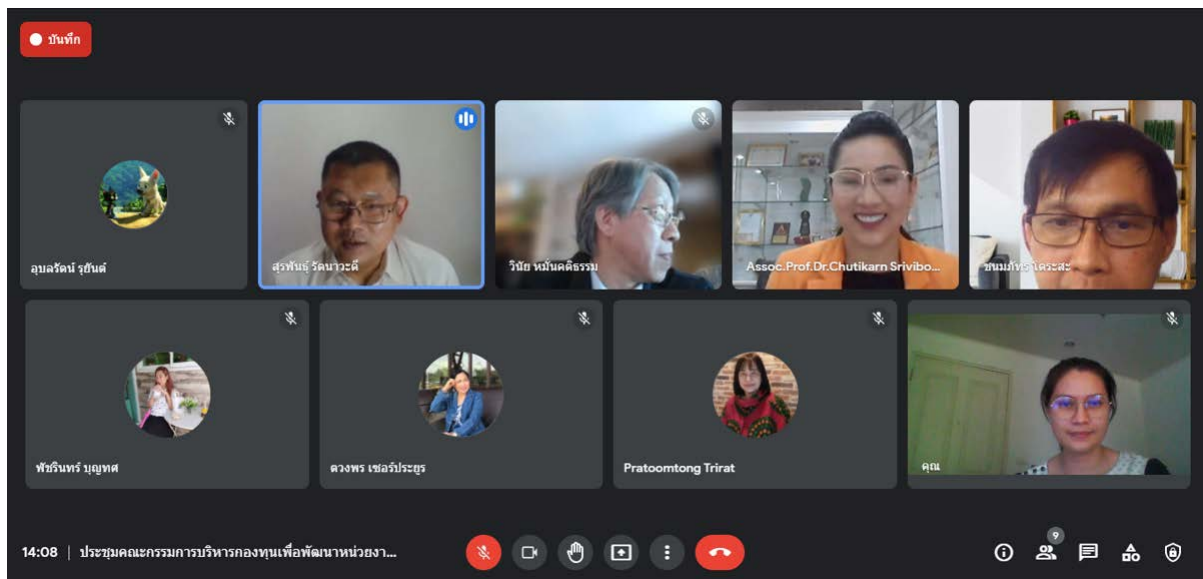 บันทึก
อุบลรัตน์ รุยันต์
สุรพันธุ์ รัตนาวะดี
วินัย หมั่นคติธรรม
Assoc.Prof.Dr.Chutikarn Srivibo...
ชนมภัทร โตระสะ
พัชรินทร์ บุญทศ
ดวงพร เชอร์ประยูร
Pratoomtong Trirat
คุณ
9
14:08 | ประชุมคณะกรรมการบริหารกองทุนเพื่อพัฒนาหน่วยงา...